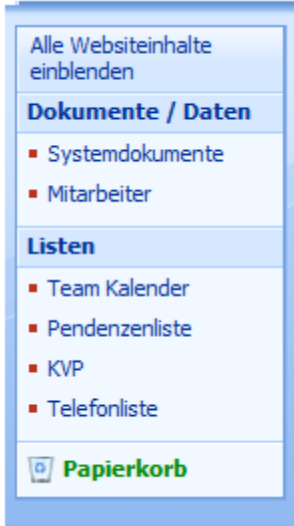 Alle Websiteinhalte
einblenden
Dokumente / Daten
Systemdokumente
Mitarbeiter
Listen
Team Kalender
Pendenzenliste
KVP
Telefonliste
Papierkorb